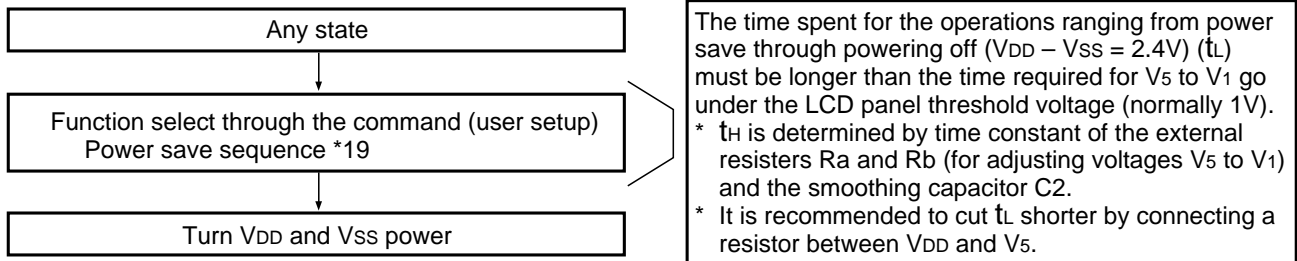 Any state
Function select through the command (user setup)
Power save sequence *19
Turn VDD and VSS power
The time spent for the operations ranging from power
save through powering off (VDD – VSS = 2.4V) (tL)
must be longer than the time required for V5 to V1 go
under the LCD panel threshold voltage (normally 1V).
* tH is determined by time constant of the external
resisters Ra and Rb (for adjusting voltages V5 to V1)
and the smoothing capacitor C2.
* It is recommended to cut tL shorter by connecting a
resistor between VDD and V5.